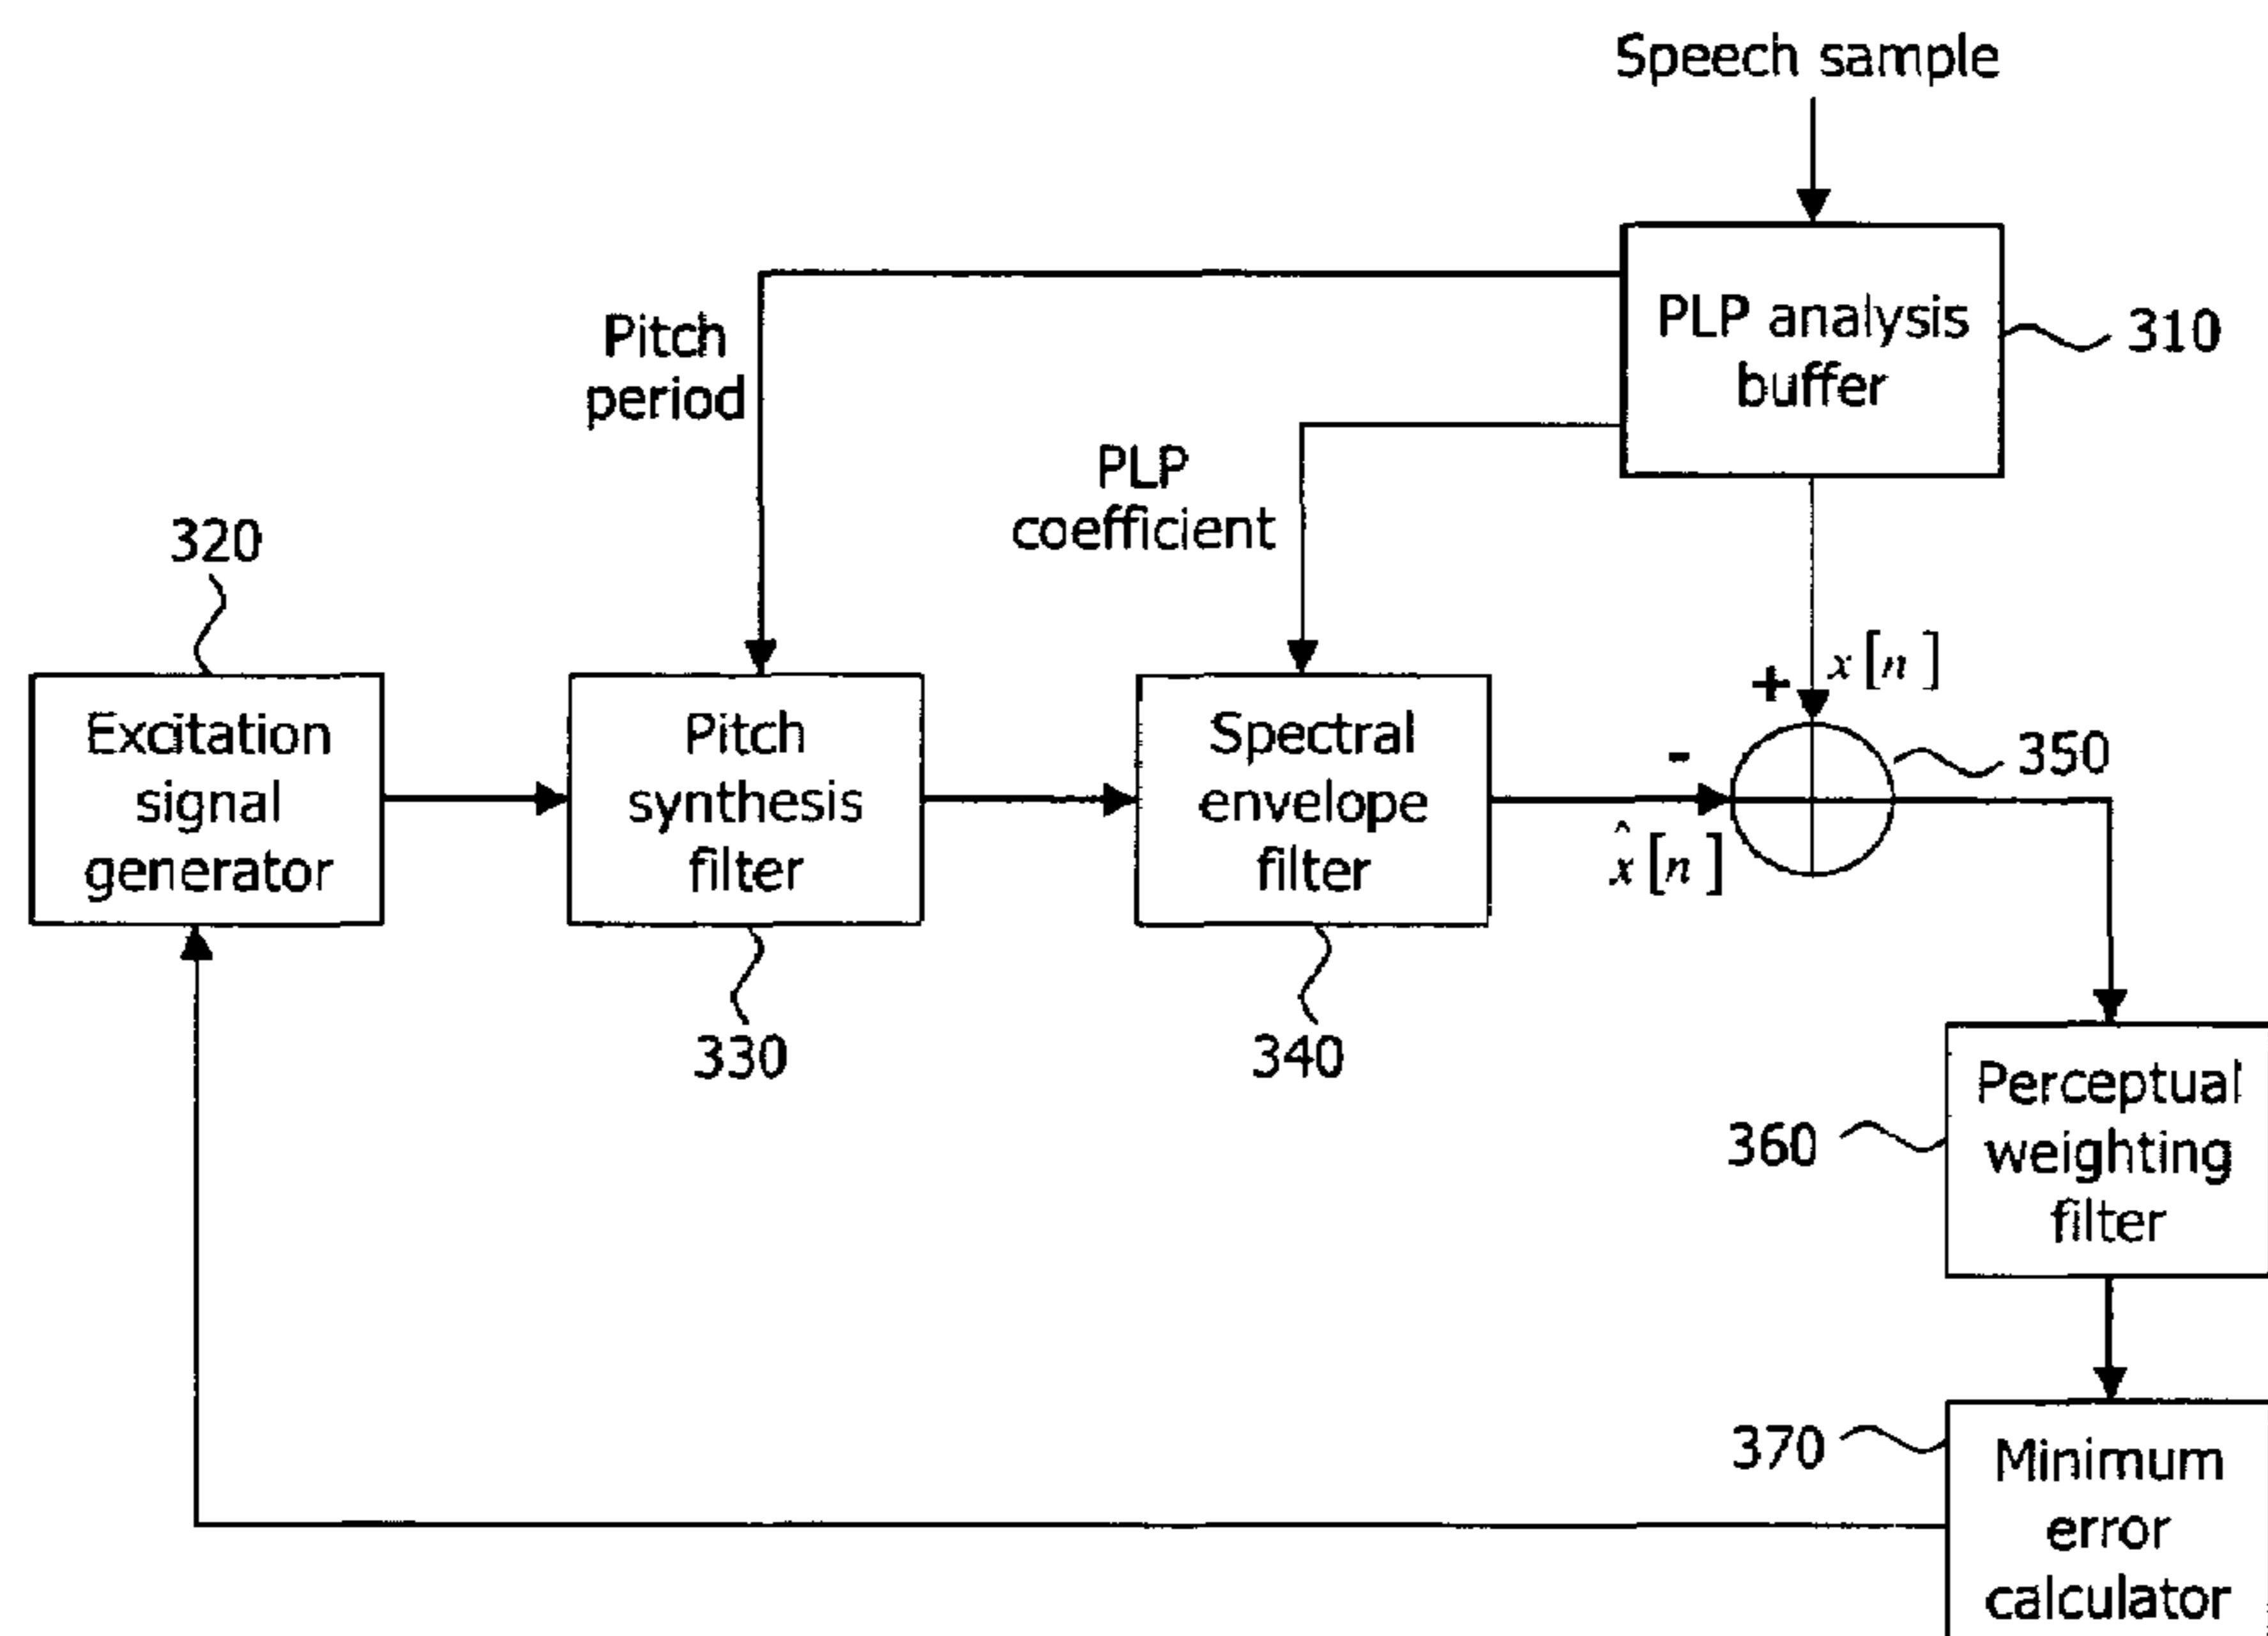 Speech sample
PLP analysis
buffer
310
Pitch
period
PLP
coefficient
320
x[n]
+
Excitation
signal
generator
Pitch
synthesis
filter
Spectral
envelope
filter
-
x̂[n]
350
330
340
Perceptual
weighting
filter
360
370
Minimum
error
calculator